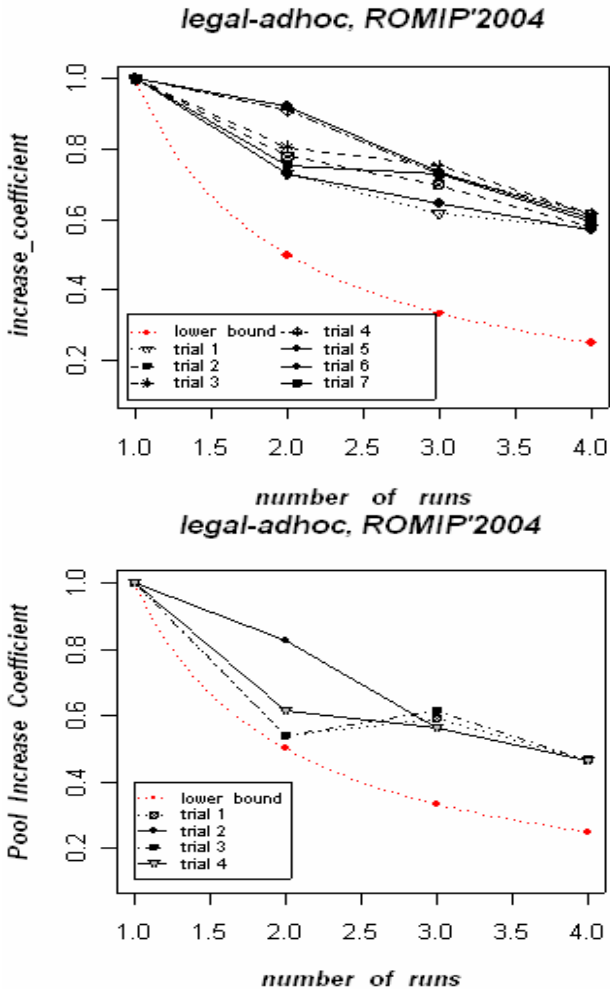 legal-adhoc, ROMIP'2004
increase_coefficient
1.0
0.8
0.6
0.4
0.2
lower bound
trial 1
trial 2
trial 3
trial 4
trial 5
trial 6
trial 7
1.0 1.5 2.0 2.5 3.0 3.5 4.0
number of runs
legal-adhoc, ROMIP'2004
Pool Increase Coefficient
1.0
0.8
0.6
0.4
0.2
lower bound
trial 1
trial 2
trial 3
trial 4
1.0 1.5 2.0 2.5 3.0 3.5 4.0
number of runs